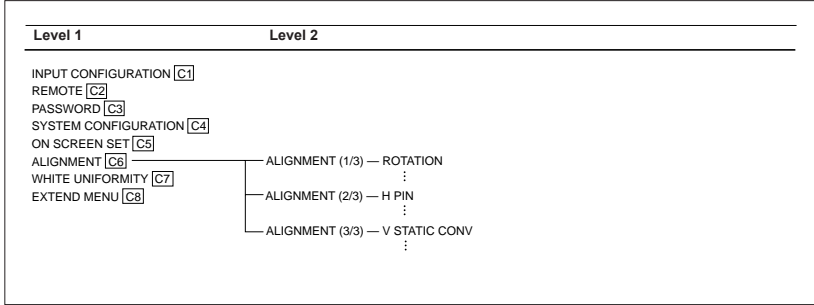 Level 1 Level 2
INPUT CONFIGURATION C1
REMOTE C2
PASSWORD C3
SYSTEM CONFIGURATION C4
ON SCREEN SET C5
ALIGNMENT C6 ALIGNMENT (1/3) — ROTATION
WHITE UNIFORMITY C7
EXTEND MENU C8 ALIGNMENT (2/3) — H PIN
ALIGNMENT (3/3) — V STATIC CONV